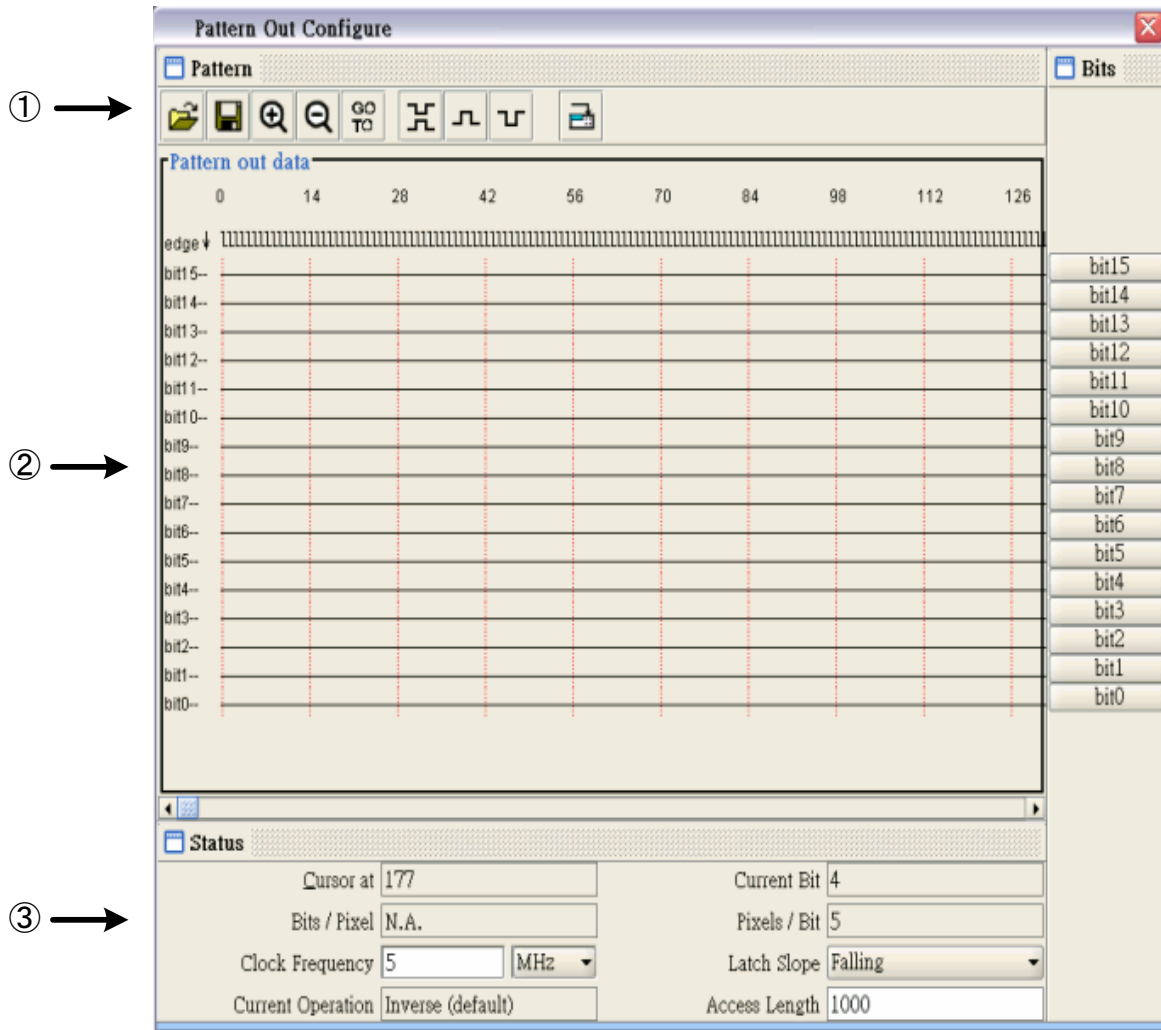 Pattern Out Configure
Pattern
Bits
①
GO
TO
Pattern out data
0 14 28 42 56 70 84 98 112 126
edge
bit15-- bit15
bit14-- bit14
bit13-- bit13
bit12-- bit12
bit11-- bit11
bit10-- bit10
bit9-- bit9
② bit8-- bit8
bit7-- bit7
bit6-- bit6
bit5-- bit5
bit4-- bit4
bit3-- bit3
bit2-- bit2
bit1-- bit1
bit0-- bit0
Status
Cursor at 177 Current Bit 4
③ Bits / Pixel N.A. Pixels / Bit 5
Clock Frequency 5 MHz Latch Slope Falling
Current Operation Inverse (default) Access Length 1000